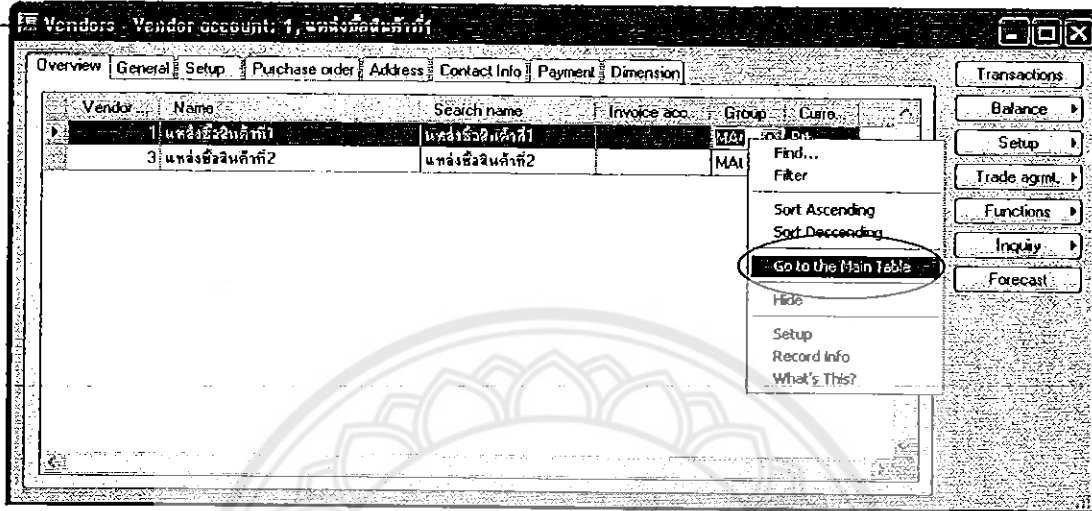 Vendors - Vendor account: 1, แหล่งซื้อสินค้าที่1
Overview General Setup Purchase order Address Contact Info Payment Dimension
Vendor... Name Search name Invoice acc... Group Curre...
1 แหล่งซื้อสินค้าที่1 แหล่งซื้อสินค้าที่1
3 แหล่งซื้อสินค้าที่2 แหล่งซื้อสินค้าที่2
Find...
Filter
Sort Ascending
Sort Descending
Go to the Main Table
Hide
Setup
Record Info
What's This?
Transactions
Balance
Setup
Trade agrmt.
Functions
Inquiry
Forecast